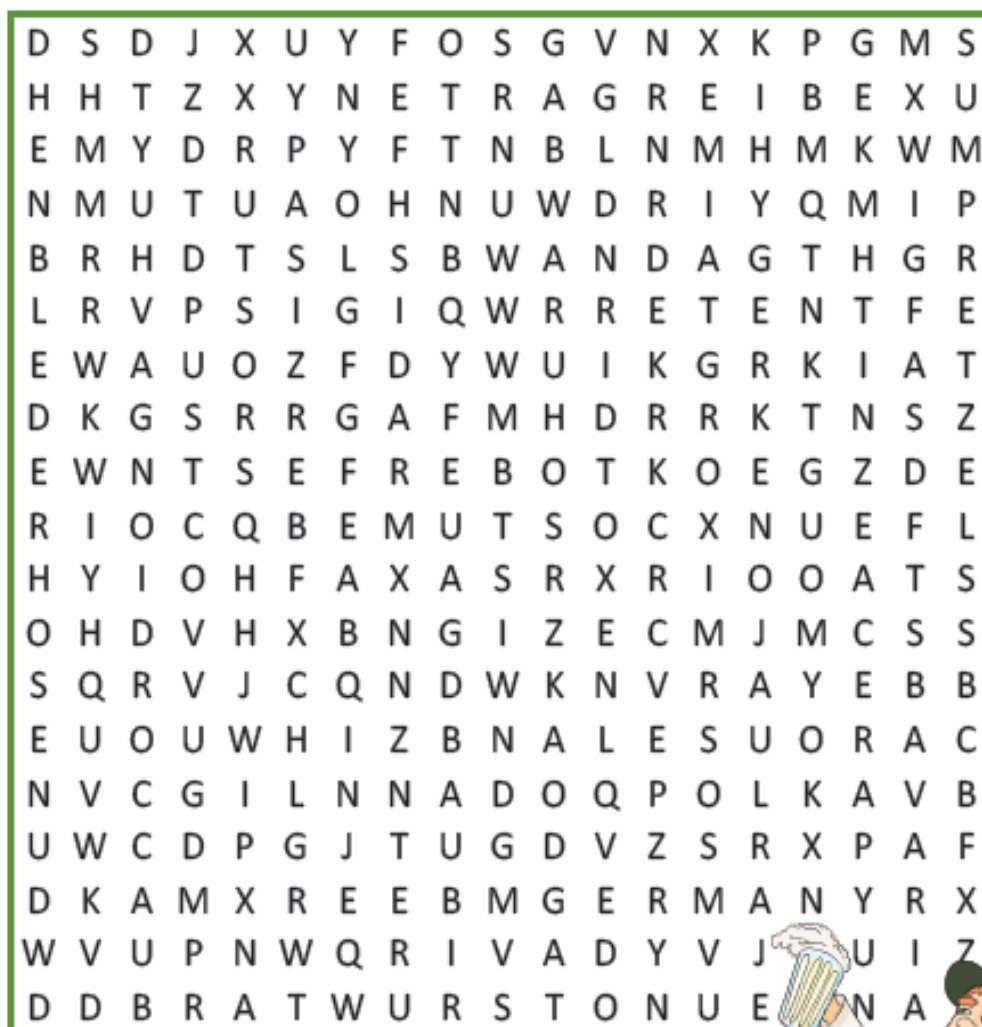 D S D J X U Y F O S G V N X K P G M S
H H T Z X Y N E T R A G R E I B E X U
E M Y D R P Y F T N B L N M H M K W M
N M U T U A O H N U W D R I Y Q M I P
B R H D T S L S B W A N D A G T H G R
L R V P S I G I Q W R R E T E N T F E
E W A U O Z F D Y W U I K G R K I A T
D K G S R R G A F M H D R R K T N S Z
E W N T S E F R E B O T K O E G Z D E
R I O C Q B E M U T S O C X N U E F L
H Y I O H F A X A S R X R I O O A T S
O H D V H X B N G I Z E C M J M C S S
S Q R V J C Q N D W K N V R A Y E B B
E U O U W H I Z B N A L E S U O R A C
N V C G I L N N A D O Q P O L K A V B
U W C D P G J T U G D V Z S R X P A F
D K A M X R E E B M G E R M A N Y R X
W V U P N W Q R I V A D Y V J U I Z
D D B R A T W U R S T O N U E N A